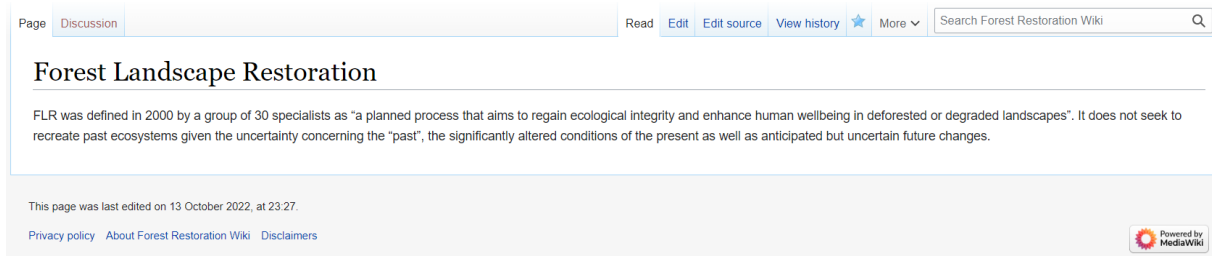 Page Discussion Read Edit Edit source View history More Search Forest Restoration Wiki
Forest Landscape Restoration
FLR was defined in 2000 by a group of 30 specialists as “a planned process that aims to regain ecological integrity and enhance human wellbeing in deforested or degraded landscapes”. It does not seek to
recreate past ecosystems given the uncertainty concerning the “past”, the significantly altered conditions of the present as well as anticipated but uncertain future changes.
This page was last edited on 13 October 2022, at 23:27.
Privacy policy About Forest Restoration Wiki Disclaimers
Powered by
MediaWiki